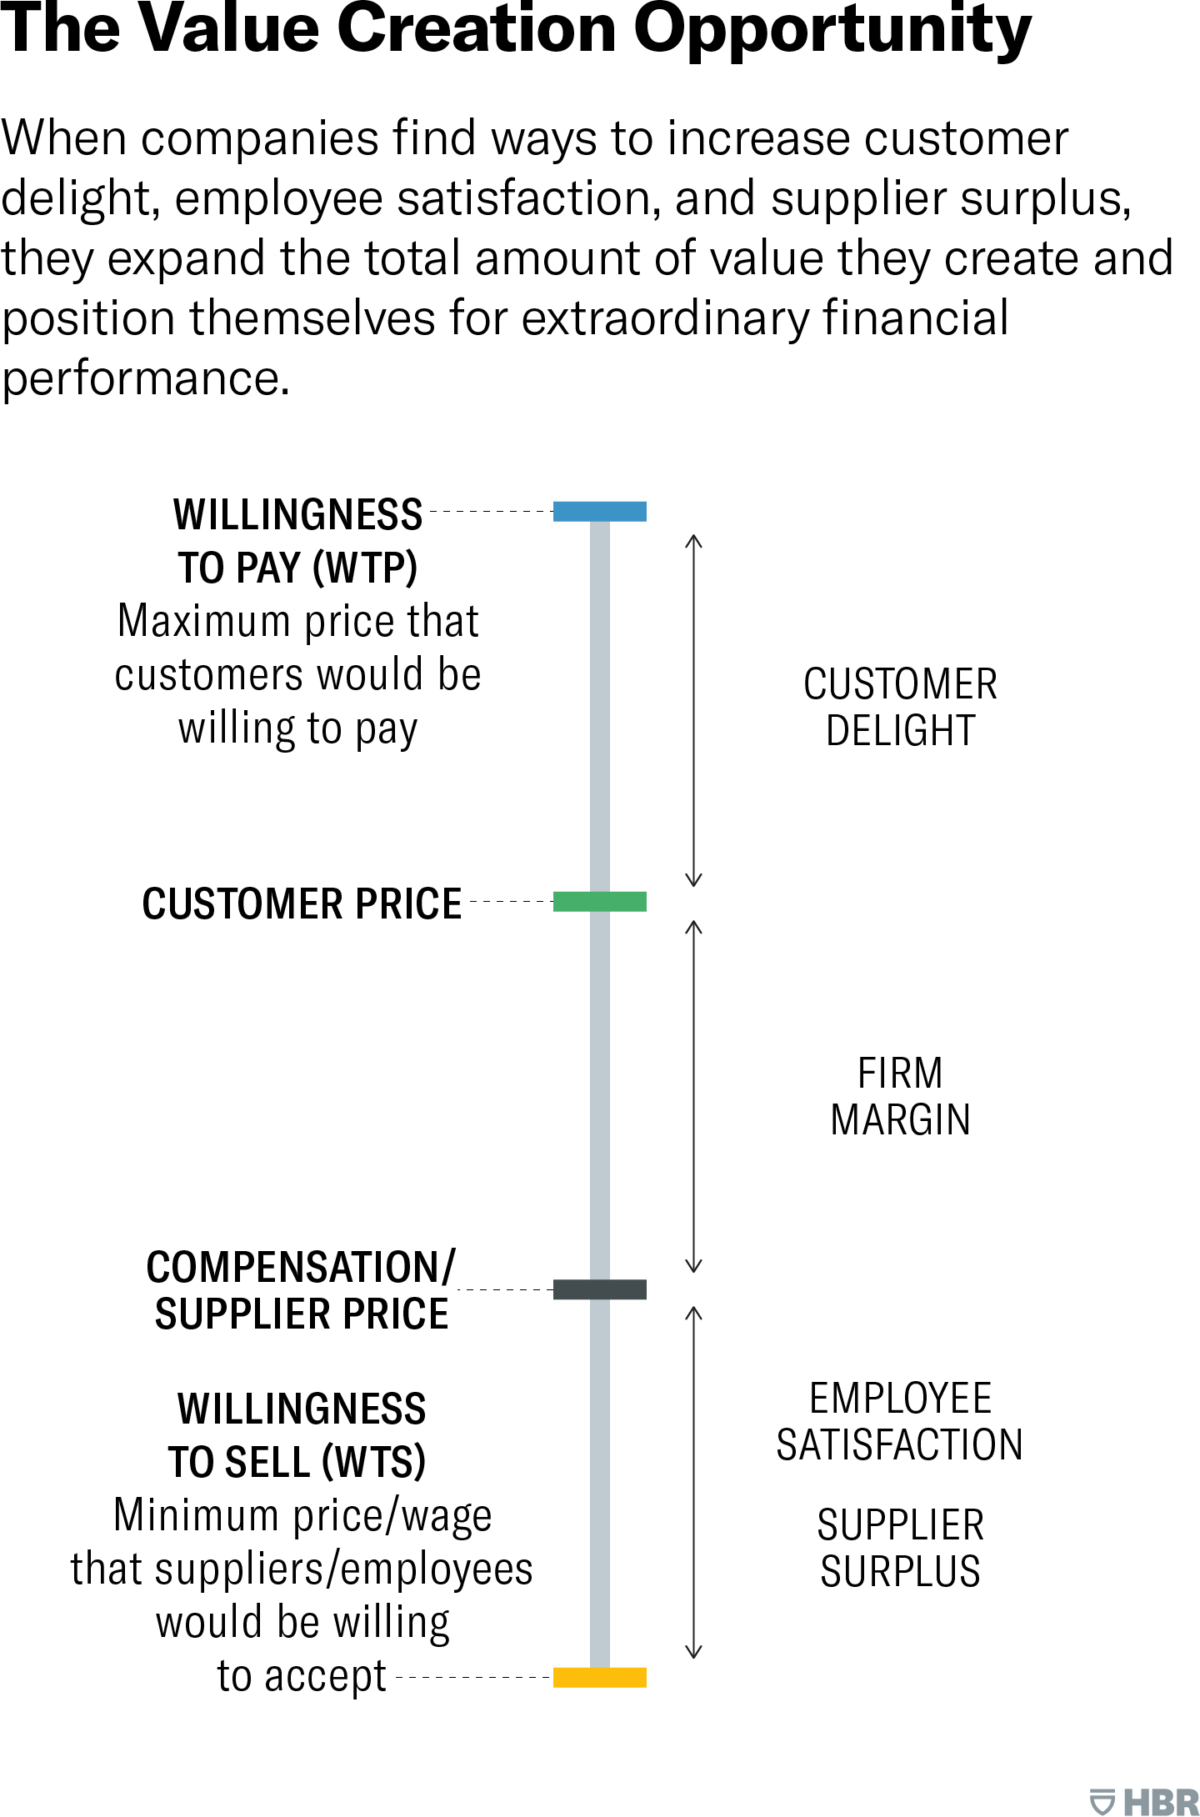 The Value Creation Opportunity
When companies find ways to increase customer
delight, employee satisfaction, and supplier surplus,
they expand the total amount of value they create and
position themselves for extraordinary financial
performance.
WILLINGNESS
TO PAY (WTP)
Maximum price that
customers would be
willing to pay
CUSTOMER
DELIGHT
CUSTOMER PRICE
FIRM
MARGIN
COMPENSATION/
SUPPLIER PRICE
WILLINGNESS
TO SELL (WTS)
Minimum price/wage
that suppliers/employees
would be willing
to accept
EMPLOYEE
SATISFACTION
SUPPLIER
SURPLUS
HBR